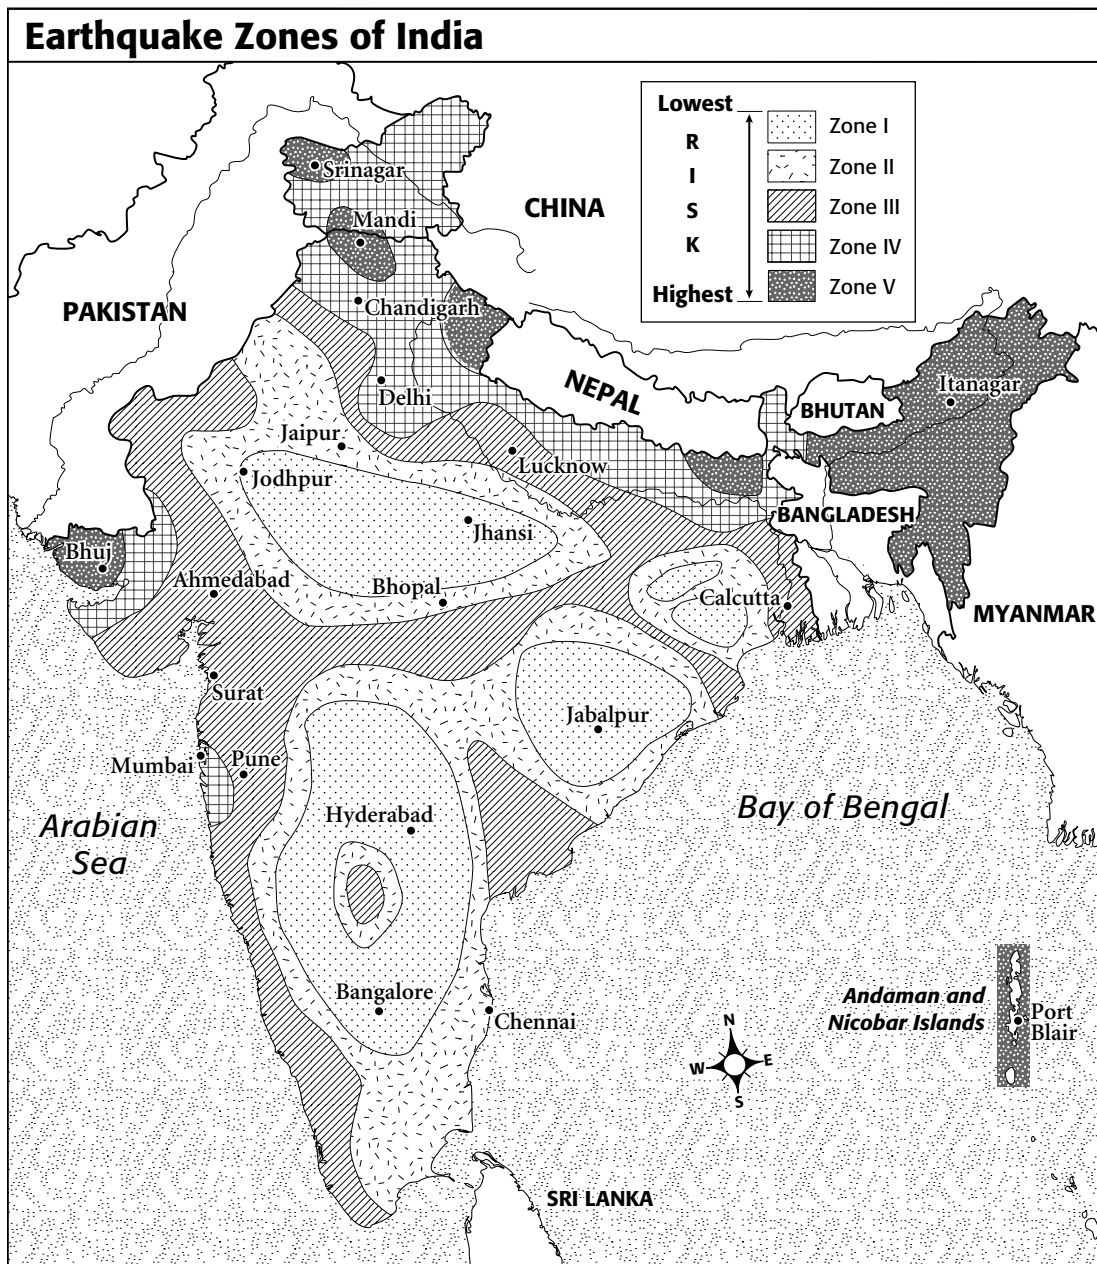 Earthquake Zones of India
Lowest
R
I
S
K
Highest
Zone I
Zone II
Zone III
Zone IV
Zone V
CHINA
PAKISTAN
NEPAL
BHUTAN
BANGLADESH
MYANMAR
SRI LANKA
Srinagar
Mandi
Chandigarh
Delhi
Itanagar
Jaipur
Lucknow
Jodhpur
Jhansi
Bhuj
Ahmedabad
Bhopal
Calcutta
Surat
Jabalpur
Mumbai
Pune
Hyderabad
Arabian
Sea
Bay of Bengal
Bangalore
Chennai
Andaman and
Nicobar Islands
Port
Blair
N
W
E
S